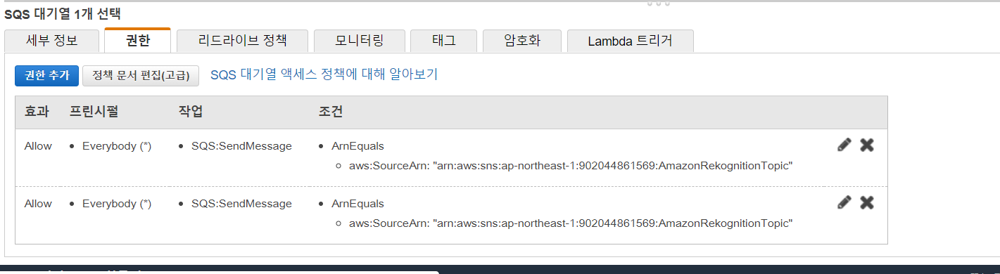 SQS 대기열 1개 선택
세부 정보 권한 리드라이브 정책 모니터링 태그 암호화 Lambda 트리거
권한 추가 정책 문서 편집(고급) SQS 대기열 액세스 정책에 대해 알아보기
효과 프린시펄 작업 조건
Allow • Everybody (*) • SQS:SendMessage • ArnEquals
aws:SourceArn: "arn:aws:sns:ap-northeast-1:902044861569:AmazonRekognitionTopic"
Allow • Everybody (*) • SQS:SendMessage • ArnEquals
aws:SourceArn: "arn:aws:sns:ap-northeast-1:902044861569:AmazonRekognitionTopic"